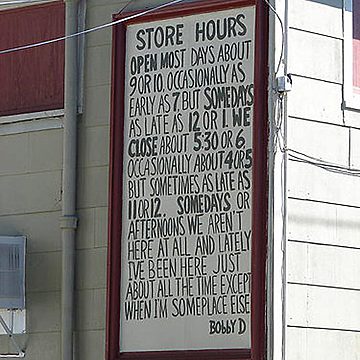 STORE HOURS
OPEN MOST DAYS ABOUT
9 OR 10. OCCASIONALLY AS
EARLY AS 7 BUT SOMEDAYS
AS LATE AS 12 OR 1. WE
CLOSE ABOUT 5:30 OR 6.
OCCASIONALLY ABOUT 4 OR 5
BUT SOMETIMES AS LATE AS
11 OR 12. SOMEDAYS OR
AFTERNOONS WE AREN'T
HERE AT ALL AND LATELY
I'VE BEEN HERE JUST
ABOUT ALL THE TIME EXCEPT
WHEN I'M SOMEPLACE ELSE
BOBBY D